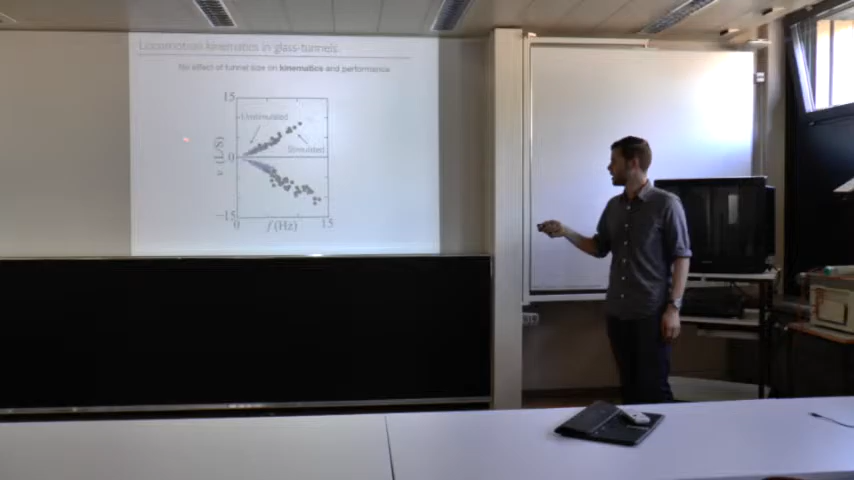 Locomotion kinematics in glass-tunnels
No effect of tunnel size on kinematics and performance
15
Unstimulated
Stimulated
v (L/S)
0
-15
0
f (Hz)
15